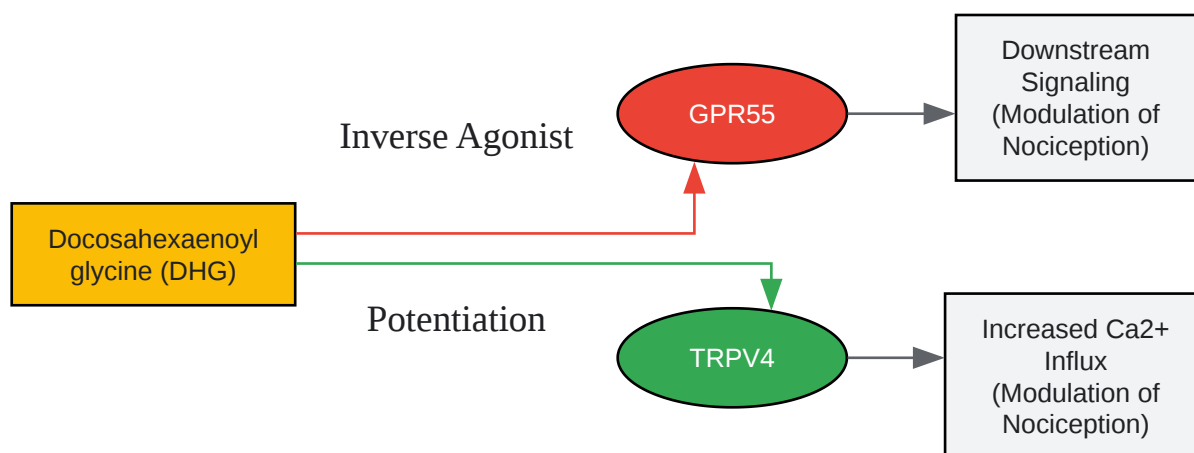 Docosahexaenoyl
glycine (DHG)
Inverse Agonist
Potentiation
GPR55
TRPV4
Downstream
Signaling
(Modulation of
Nociception)
Increased Ca2+
Influx
(Modulation of
Nociception)